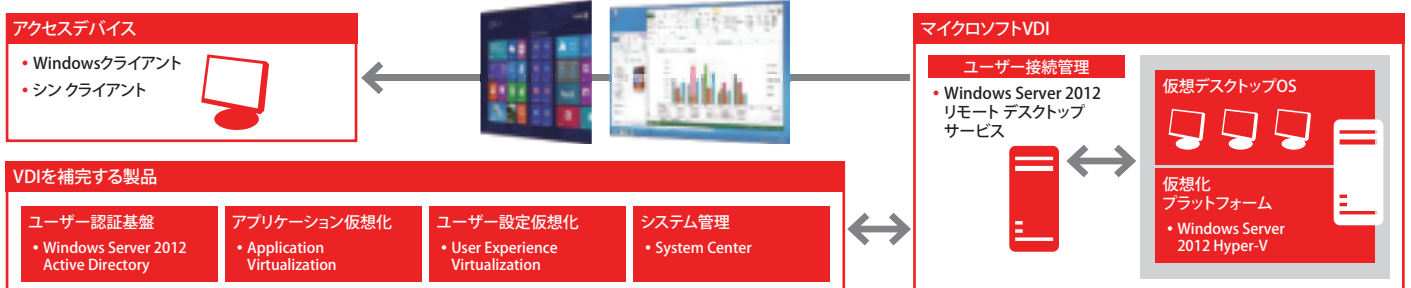 アクセスデバイス
• Windowsクライアント
• シン クライアント
マイクロソフトVDI
ユーザー接続管理
• Windows Server 2012
リモート デスクトップ
サービス
仮想デスクトップOS
仮想化
プラットフォーム
• Windows Server
2012 Hyper-V
VDIを補完する製品
ユーザー認証基盤
• Windows Server 2012
Active Directory
アプリケーション仮想化
• Application
Virtualization
ユーザー設定仮想化
• User Experience
Virtualization
システム管理
• System Center